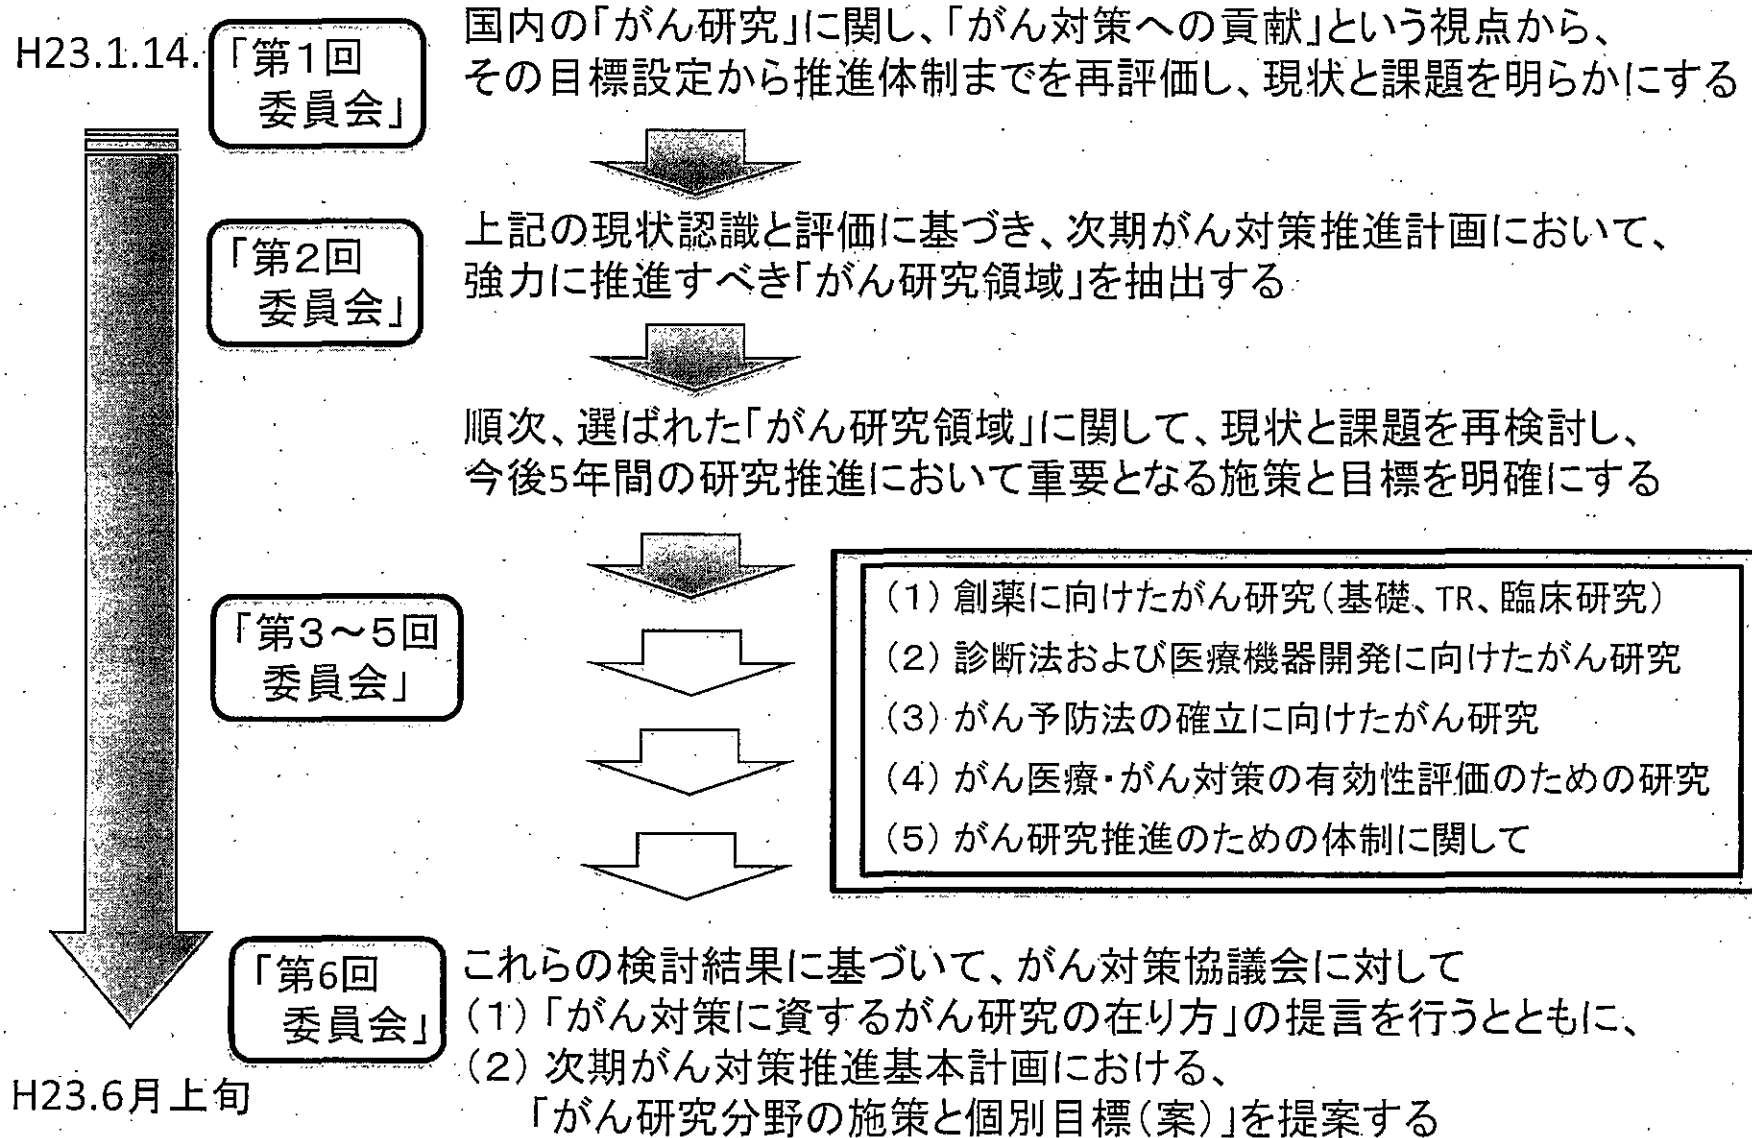 H23.1.14.
「第1回
委員会」
国内の「がん研究」に関し、「がん対策への貢献」という視点から、
その目標設定から推進体制までを再評価し、現状と課題を明らかにする
「第2回
委員会」
上記の現状認識と評価に基づき、次期がん対策推進計画において、
強力に推進すべき「がん研究領域」を抽出する
順次、選ばれた「がん研究領域」に関して、現状と課題を再検討し、
今後5年間の研究推進において重要となる施策と目標を明確にする
「第3～5回
委員会」
(1) 創薬に向けたがん研究(基礎、TR、臨床研究)
(2) 診断法および医療機器開発に向けたがん研究
(3) がん予防法の確立に向けたがん研究
(4) がん医療・がん対策の有効性評価のための研究
(5) がん研究推進のための体制に関して
「第6回
委員会」
これらの検討結果に基づいて、がん対策協議会に対して
(1) 「がん対策に資するがん研究の在り方」の提言を行うとともに、
(2) 次期がん対策推進基本計画における、
「がん研究分野の施策と個別目標(案)」を提案する
H23.6月上旬